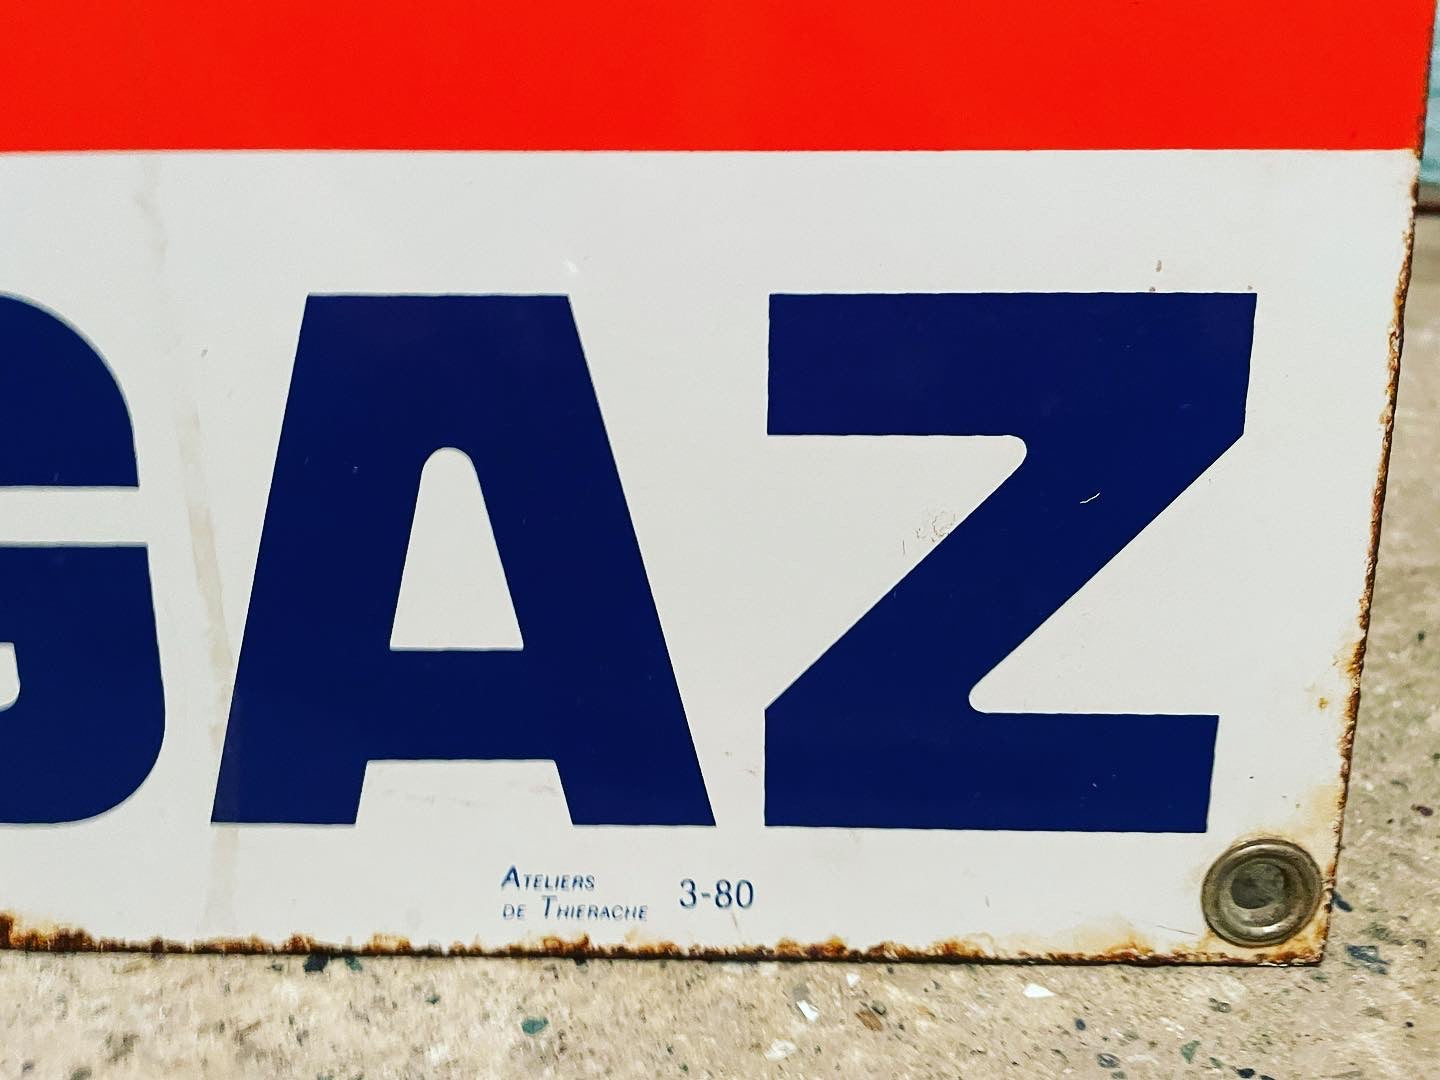 GAZ
ATELIERS
DE THIERACHE 3-80